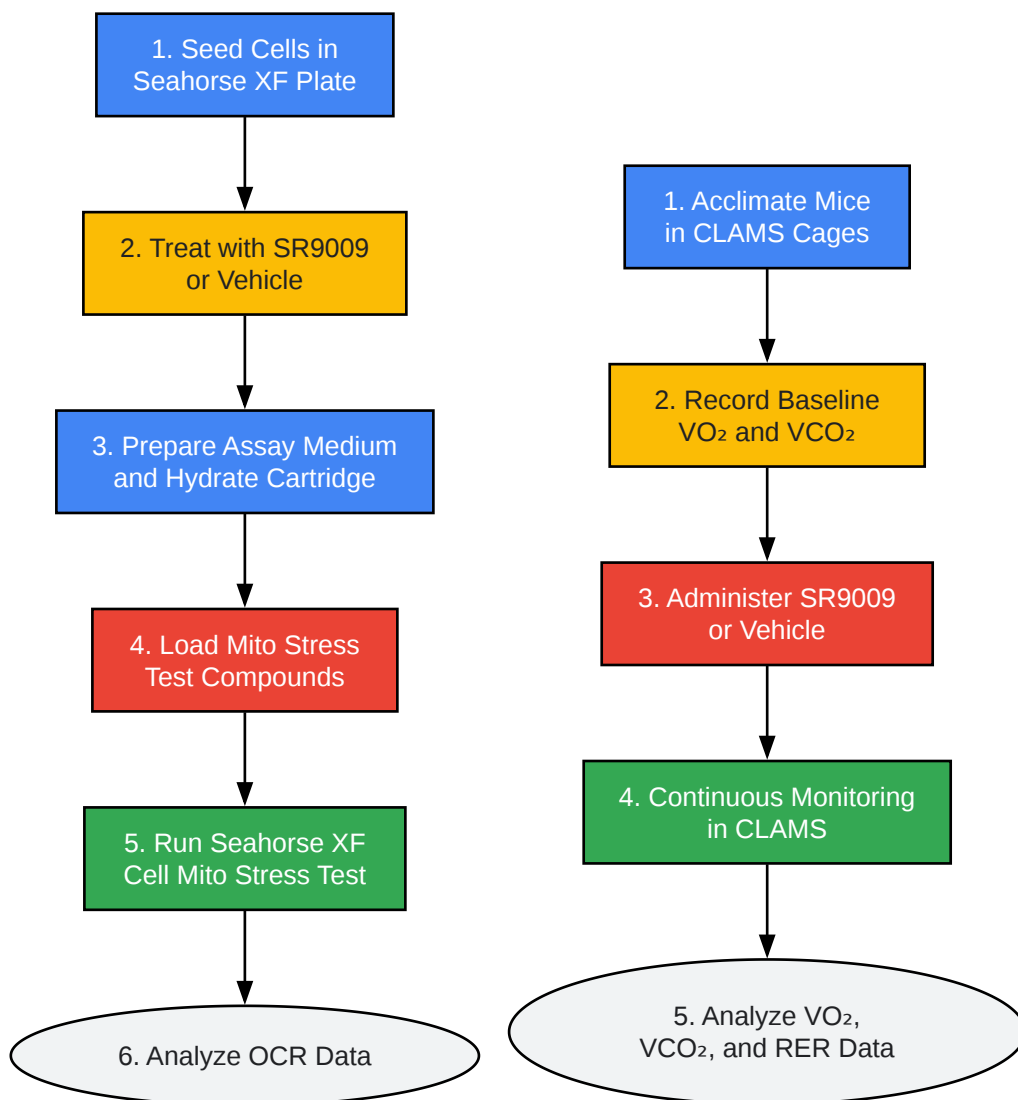 1. Seed Cells in
Seahorse XF Plate
2. Treat with SR9009
or Vehicle
3. Prepare Assay Medium
and Hydrate Cartridge
4. Load Mito Stress
Test Compounds
5. Run Seahorse XF
Cell Mito Stress Test
6. Analyze OCR Data
1. Acclimate Mice
in CLAMS Cages
2. Record Baseline
VO₂ and VCO₂
3. Administer SR9009
or Vehicle
4. Continuous Monitoring
in CLAMS
5. Analyze VO₂,
VCO₂, and RER Data